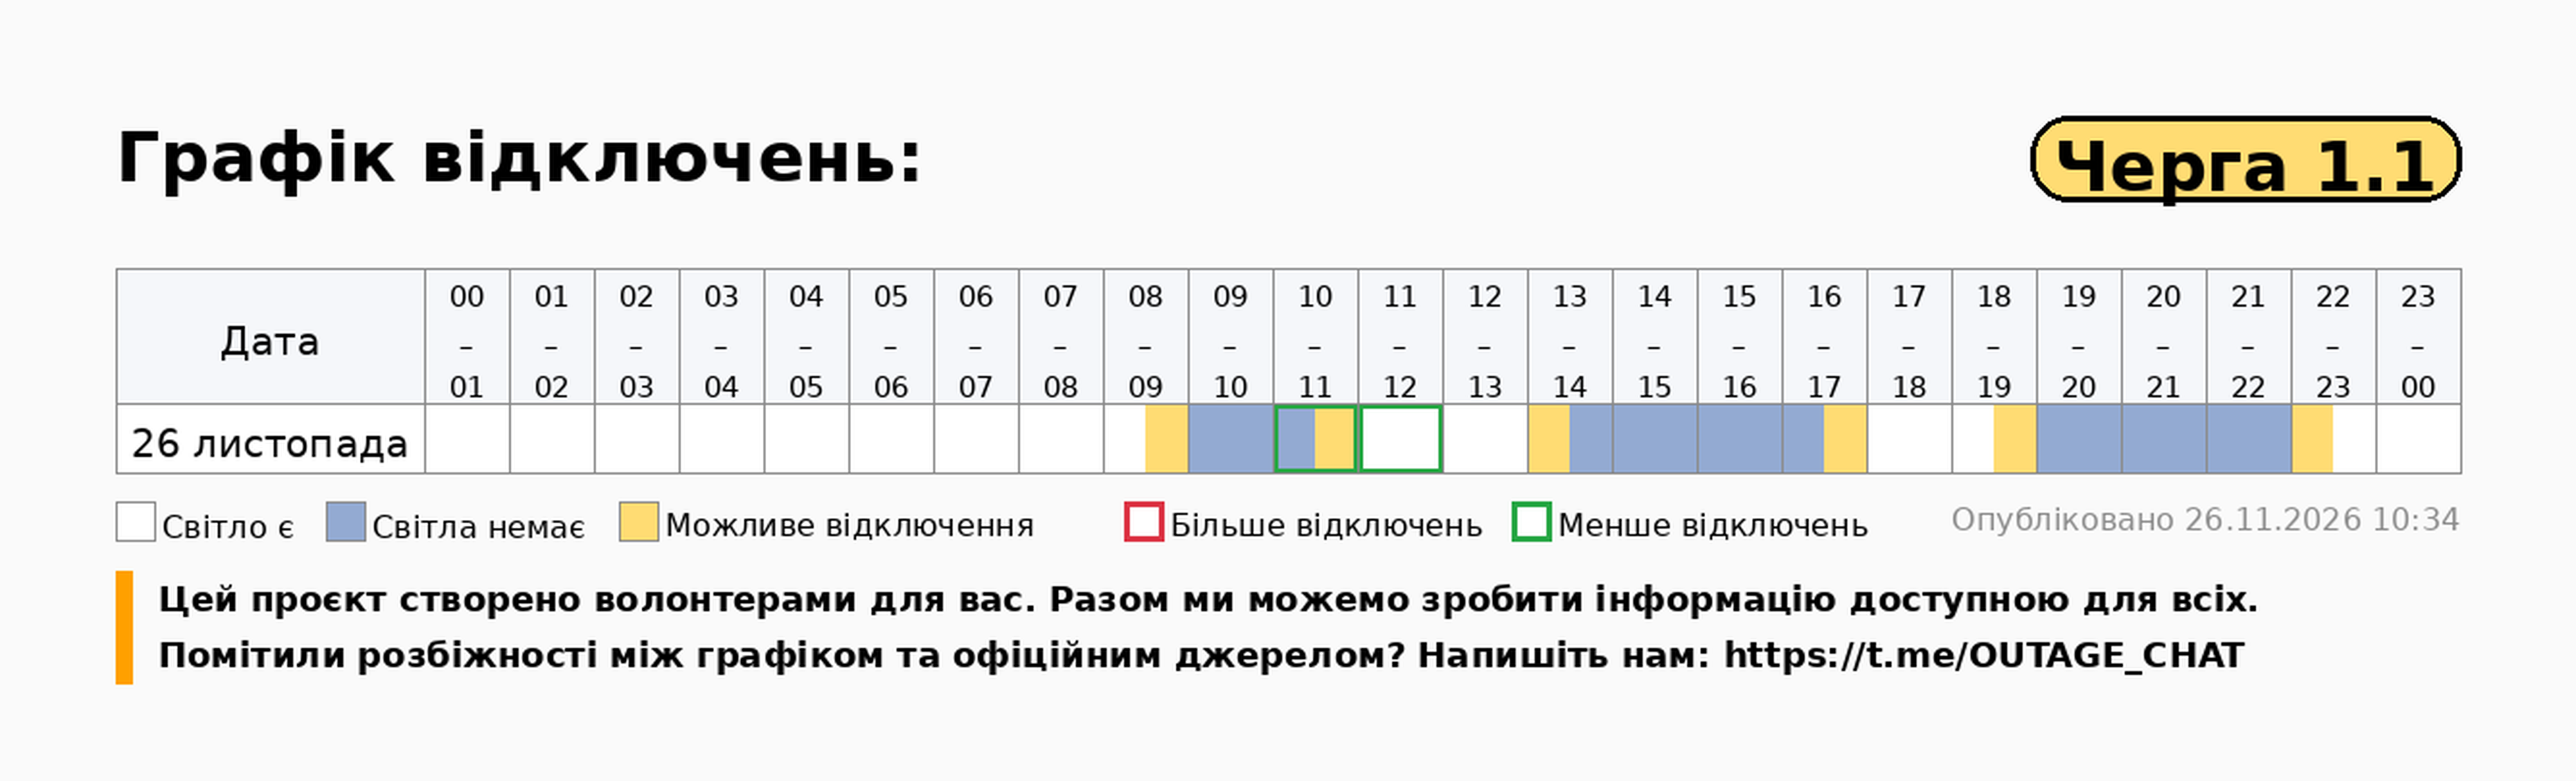 Графік відключень:
Черга 1.1
Дата
00 – 01
01 – 02
02 – 03
03 – 04
04 – 05
05 – 06
06 – 07
07 – 08
08 – 09
09 – 10
10 – 11
11 – 12
12 – 13
13 – 14
14 – 15
15 – 16
16 – 17
17 – 18
18 – 19
19 – 20
20 – 21
21 – 22
22 – 23
23 – 00
26 листопада
Світло є
Світла немає
Можливе відключення
Більше відключень
Менше відключень
Опубліковано 26.11.2026 10:34
Цей проєкт створено волонтерами для вас. Разом ми можемо зробити інформацію доступною для всіх.
Помітили розбіжності між графіком та офіційним джерелом? Напишіть нам: https://t.me/OUTAGE_CHAT